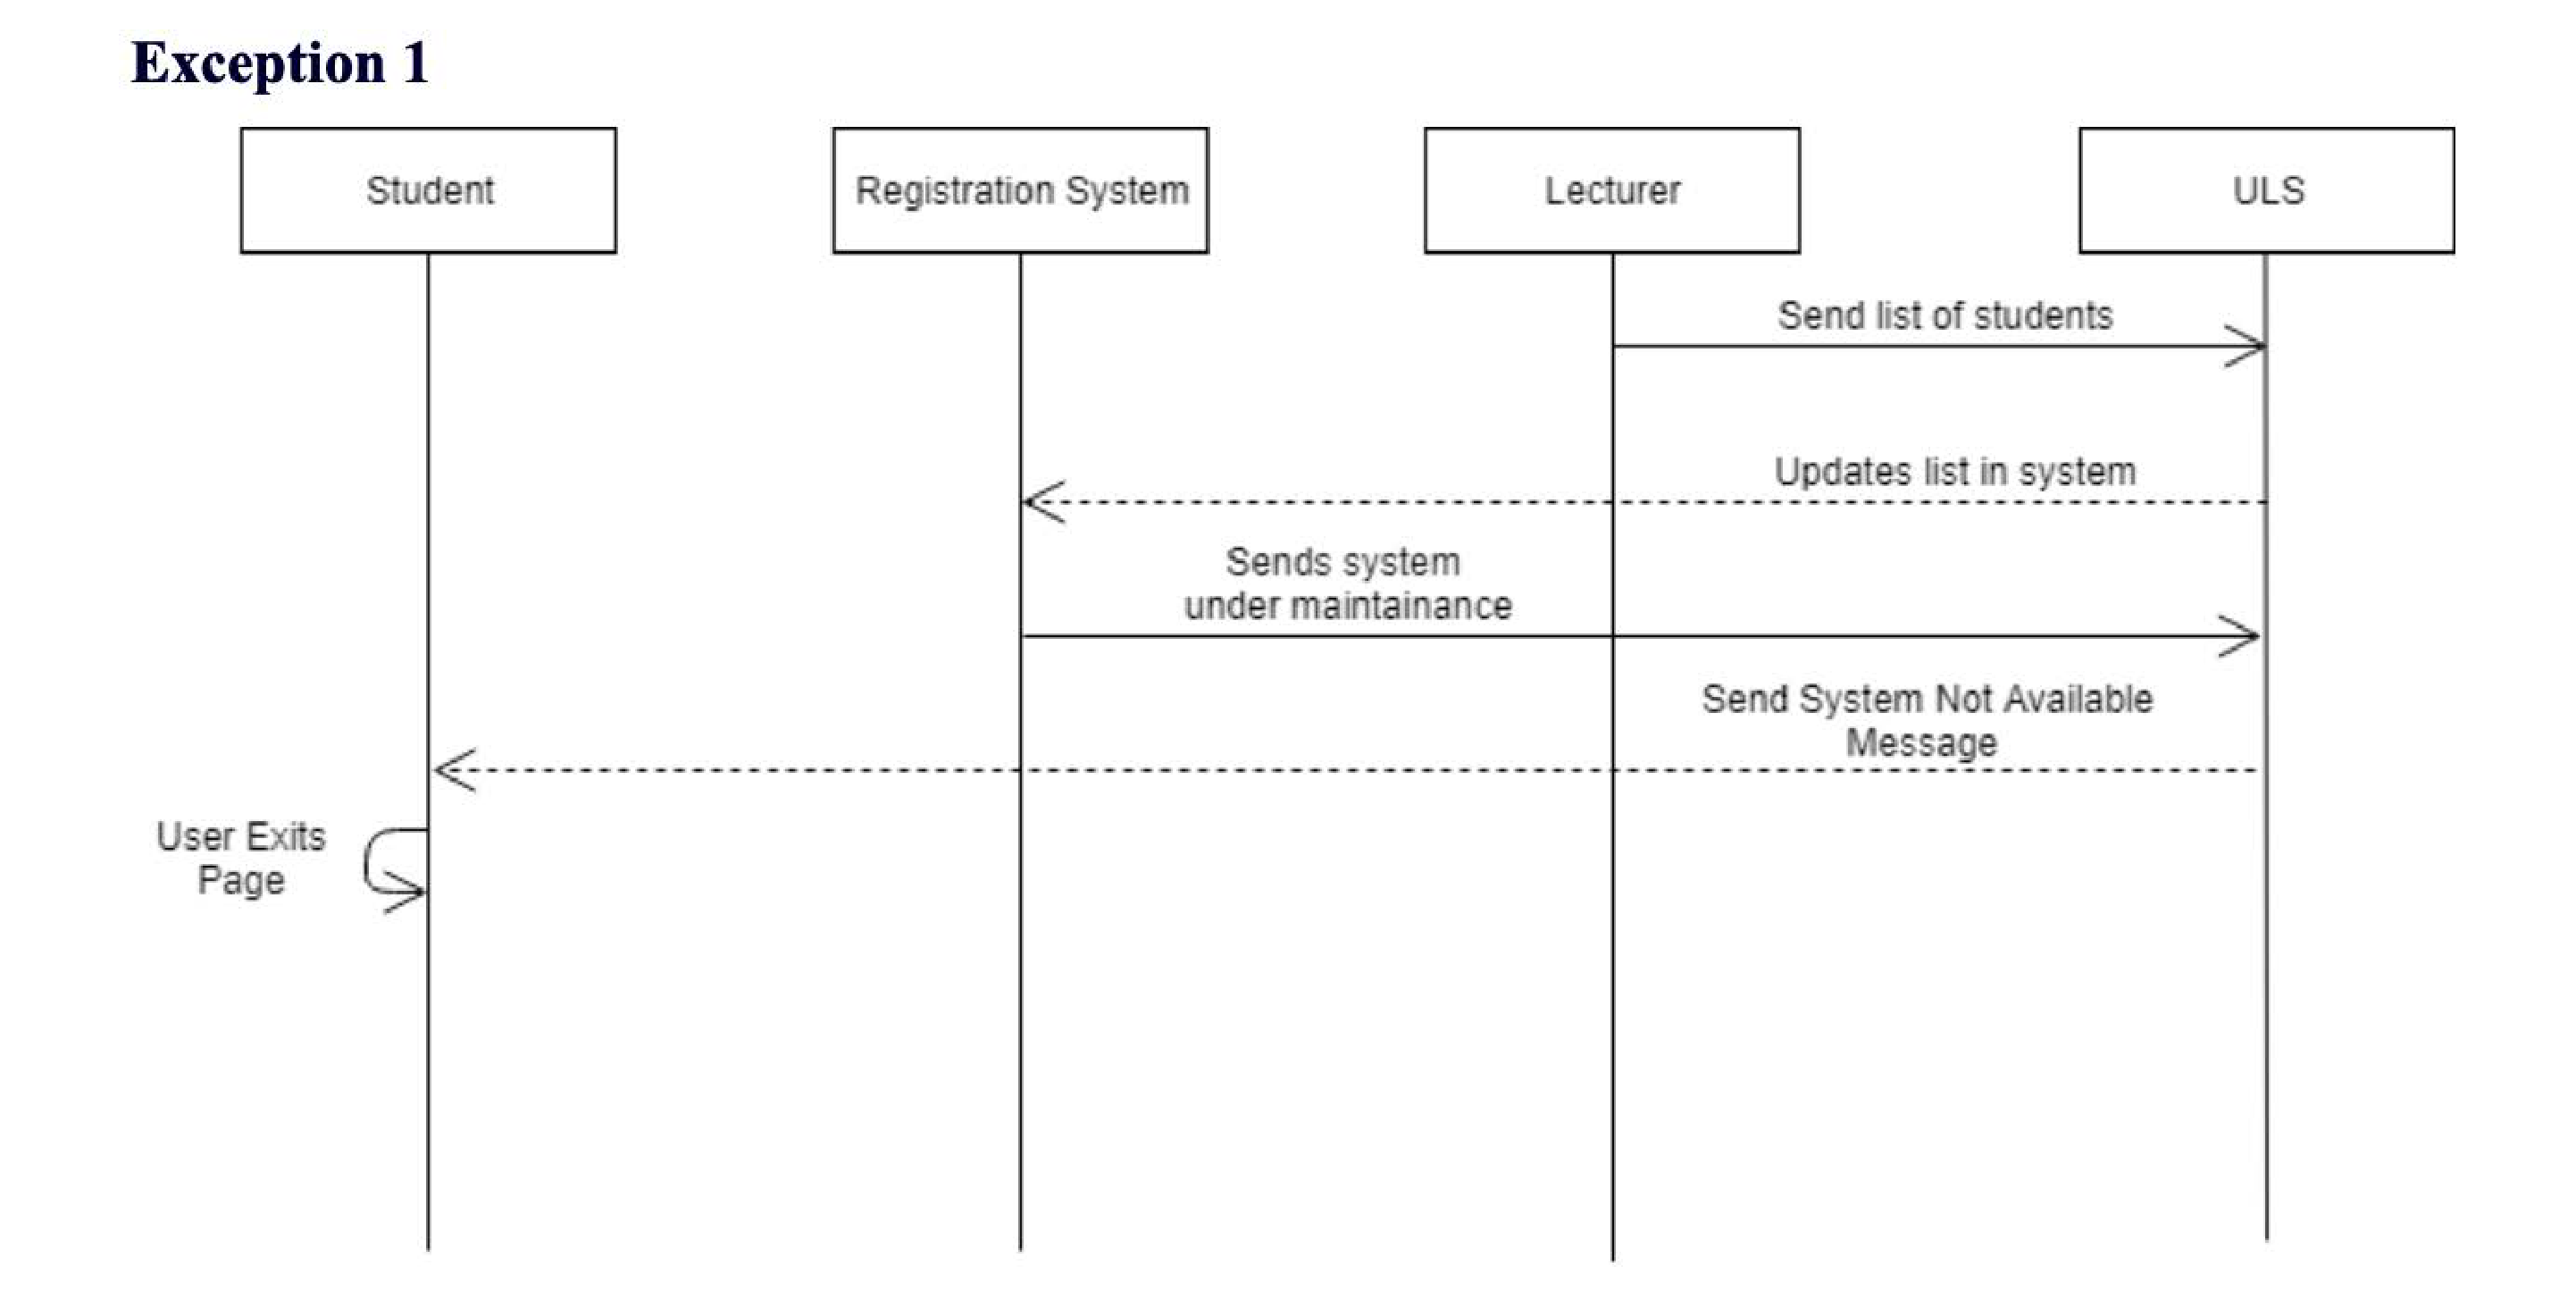 Exception 1
Student
Registration System
Lecturer
ULS
Send list of students
Updates list in system
Sends system
under maintainance
Send System Not Available
Message
User Exits
Page